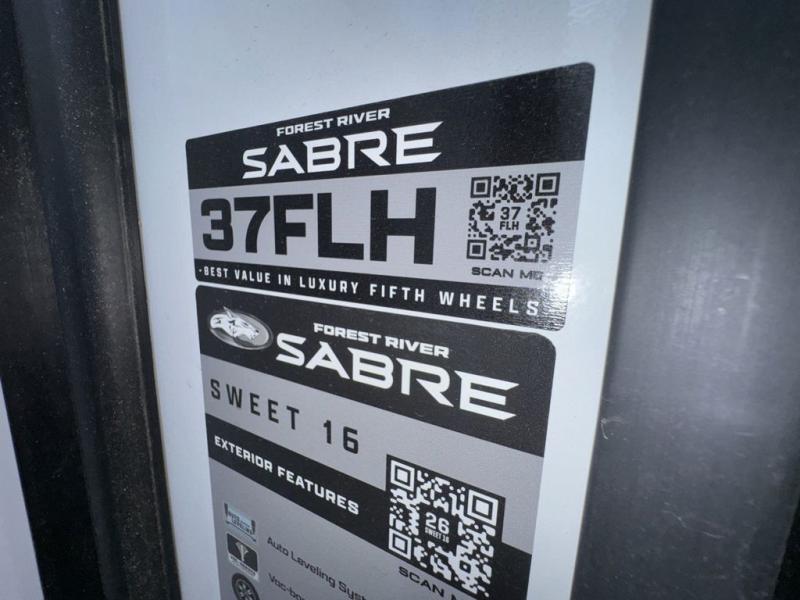 FOREST RIVER
SABRE
37FLH
37
FLH
SCAN ME
-BEST VALUE IN LUXURY FIFTH WHEELS
FOREST RIVER
SABRE
SWEET 16
EXTERIOR FEATURES
26
SWEET 16
SCAN
Auto Leveling